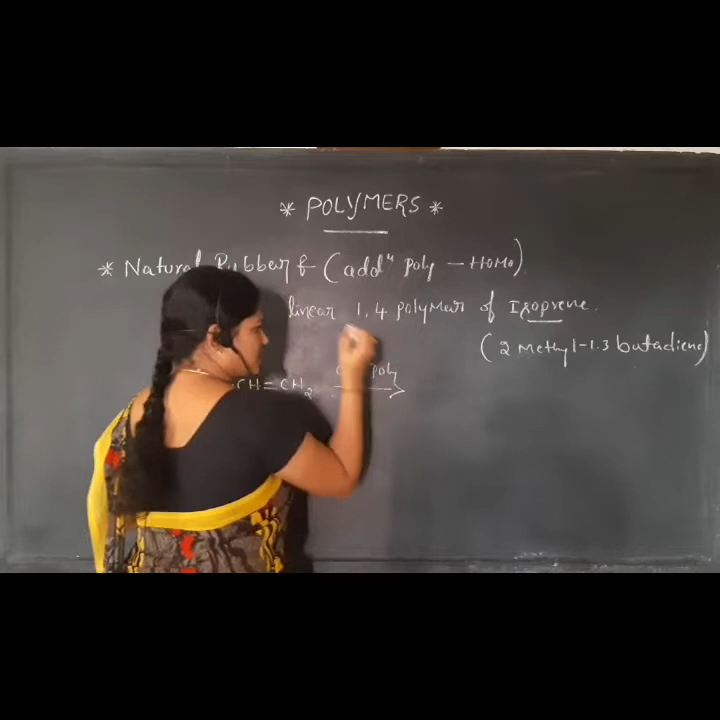 * POLYMERS *
* Natural Rubber & (addⁿ poly - HOMO)
linear 1,4 polymer of Isoprene.
(2 Methyl-1.3 butadiene)
CH=CH₂ poly